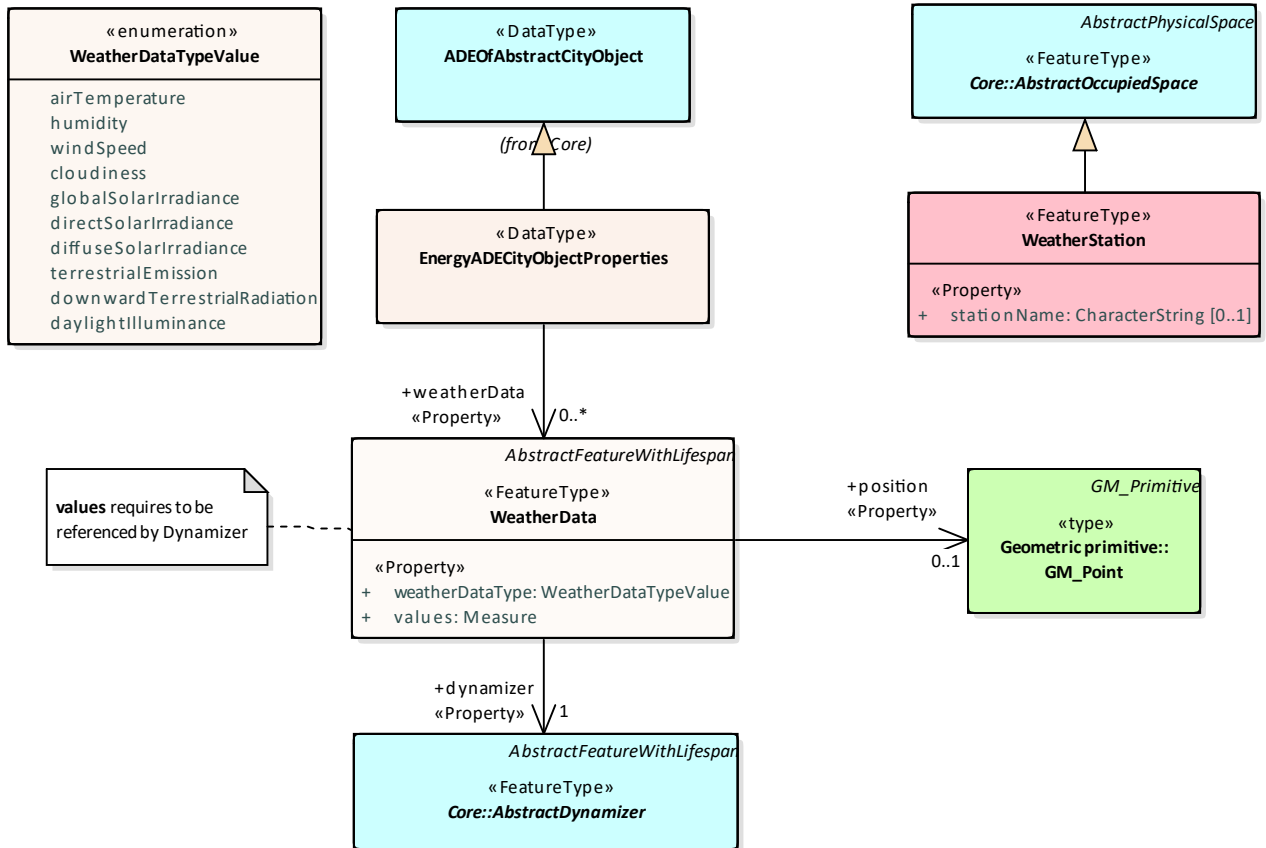 «enumeration»
WeatherDataTypeValue
airTemperature
humidity
windSpeed
cloudiness
globalSolarIrradiance
directSolarIrradiance
diffuseSolarIrradiance
terrestrialEmission
downwardTerrestrialRadiation
daylightIlluminance
«DataType»
ADEOfAbstractCityObject
(from Core)
AbstractPhysicalSpace
«FeatureType»
Core::AbstractOccupiedSpace
«DataType»
EnergyADECityObjectProperties
«FeatureType»
WeatherStation
«Property»
+ stationName: CharacterString [0..1]
+weatherData
«Property»
0..*
values requires to be
referenced by Dynamizer
AbstractFeatureWithLifespan
«FeatureType»
WeatherData
«Property»
+ weatherDataType: WeatherDataTypeValue
+ values: Measure
+position
«Property»
0..1
GM_Primitive
«type»
Geometric primitive::
GM_Point
+dynamizer
«Property»
1
AbstractFeatureWithLifespan
«FeatureType»
Core::AbstractDynamizer